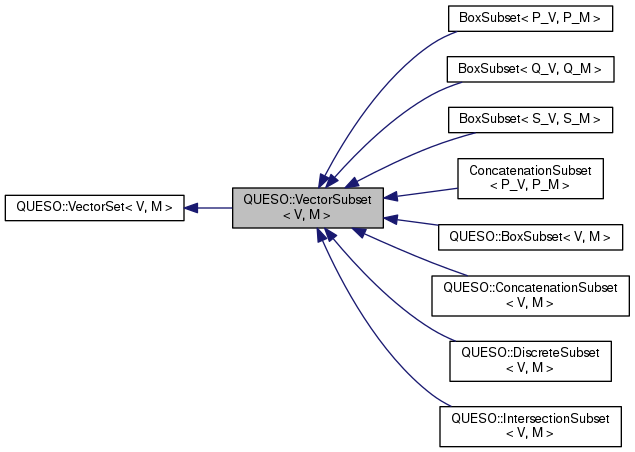 BoxSubset< P_V, P_M >
BoxSubset< Q_V, Q_M >
BoxSubset< S_V, S_M >
ConcatenationSubset
< P_V, P_M >
QUESO::VectorSet< V, M >
QUESO::VectorSubset
< V, M >
QUESO::BoxSubset< V, M >
QUESO::ConcatenationSubset
< V, M >
QUESO::DiscreteSubset
< V, M >
QUESO::IntersectionSubset
< V, M >